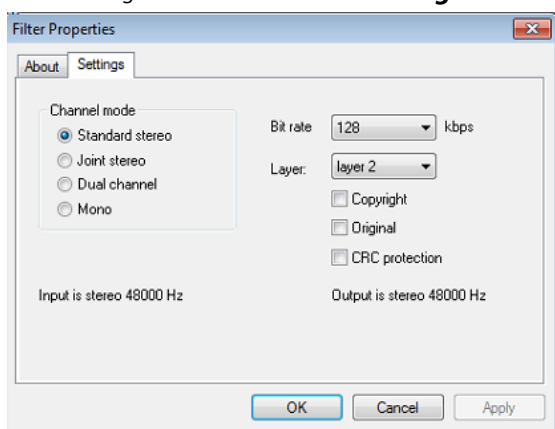 Filter Properties
About Settings
Channel mode
Standard stereo
Joint stereo
Dual channel
Mono
Bit rate 128 kbps
Layer: layer 2
Copyright
Original
CRC protection
Input is stereo 48000 Hz Output is stereo 48000 Hz
OK Cancel Apply